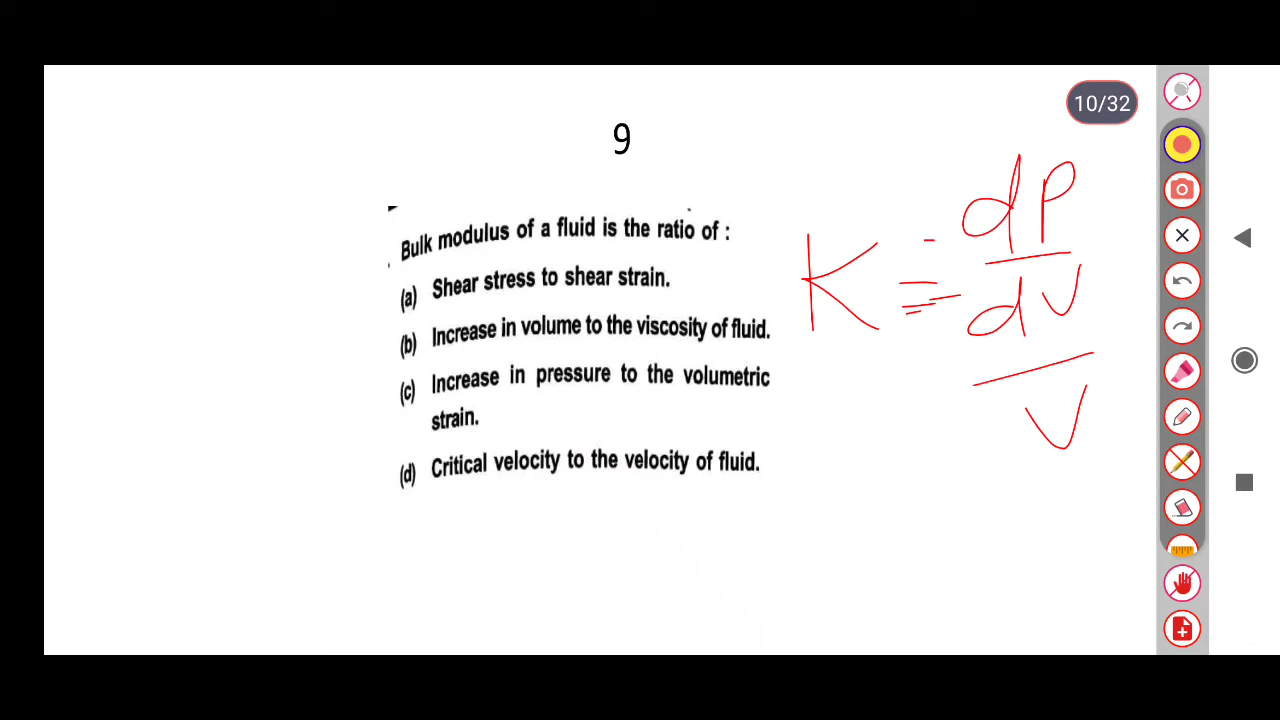 10/32
9
Bulk modulus of a fluid is the ratio of :
(a) Shear stress to shear strain.
(b) Increase in volume to the viscosity of fluid.
(c) Increase in pressure to the volumetric
strain.
(d) Critical velocity to the velocity of fluid.
K = dP
dV
V